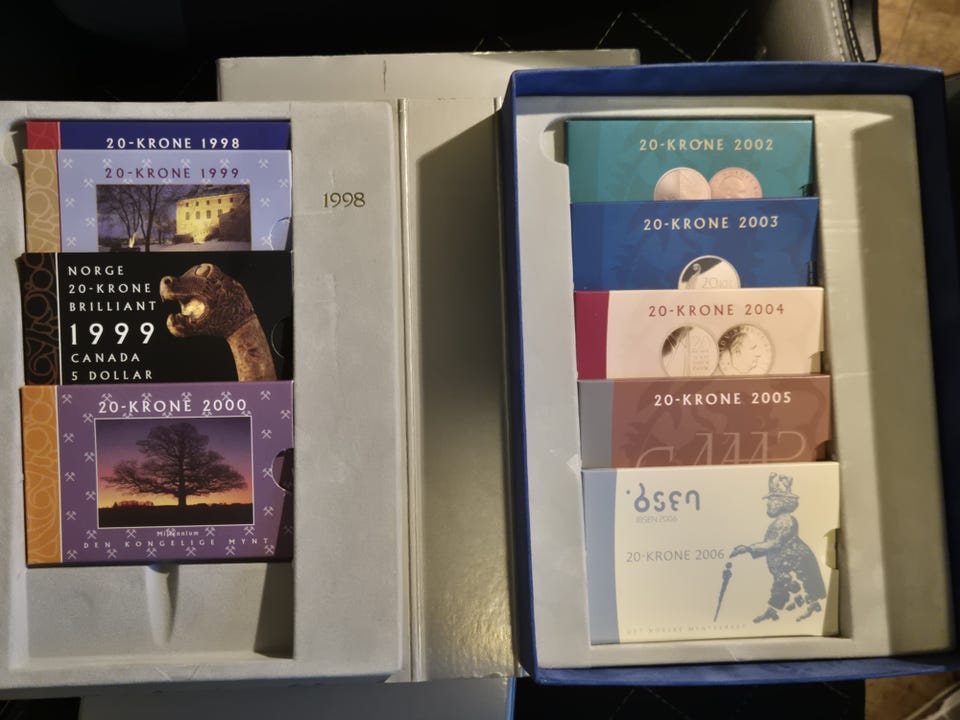 20-KRONE 1998
20-KRONE 1999
NORGE
20-KRONE
BRILLIANT
1999
CANADA
5 DOLLAR
20-KRONE 2000
Millennium
DEN KONGELIGE MYNT
1998
20-KRONE 2002
20-KRONE 2003
20 KR
20-KRONE 2004
20-KRONE 2005
IBSEN 2006
20-KRONE 2006
DET NORSKE MYNTVERKET